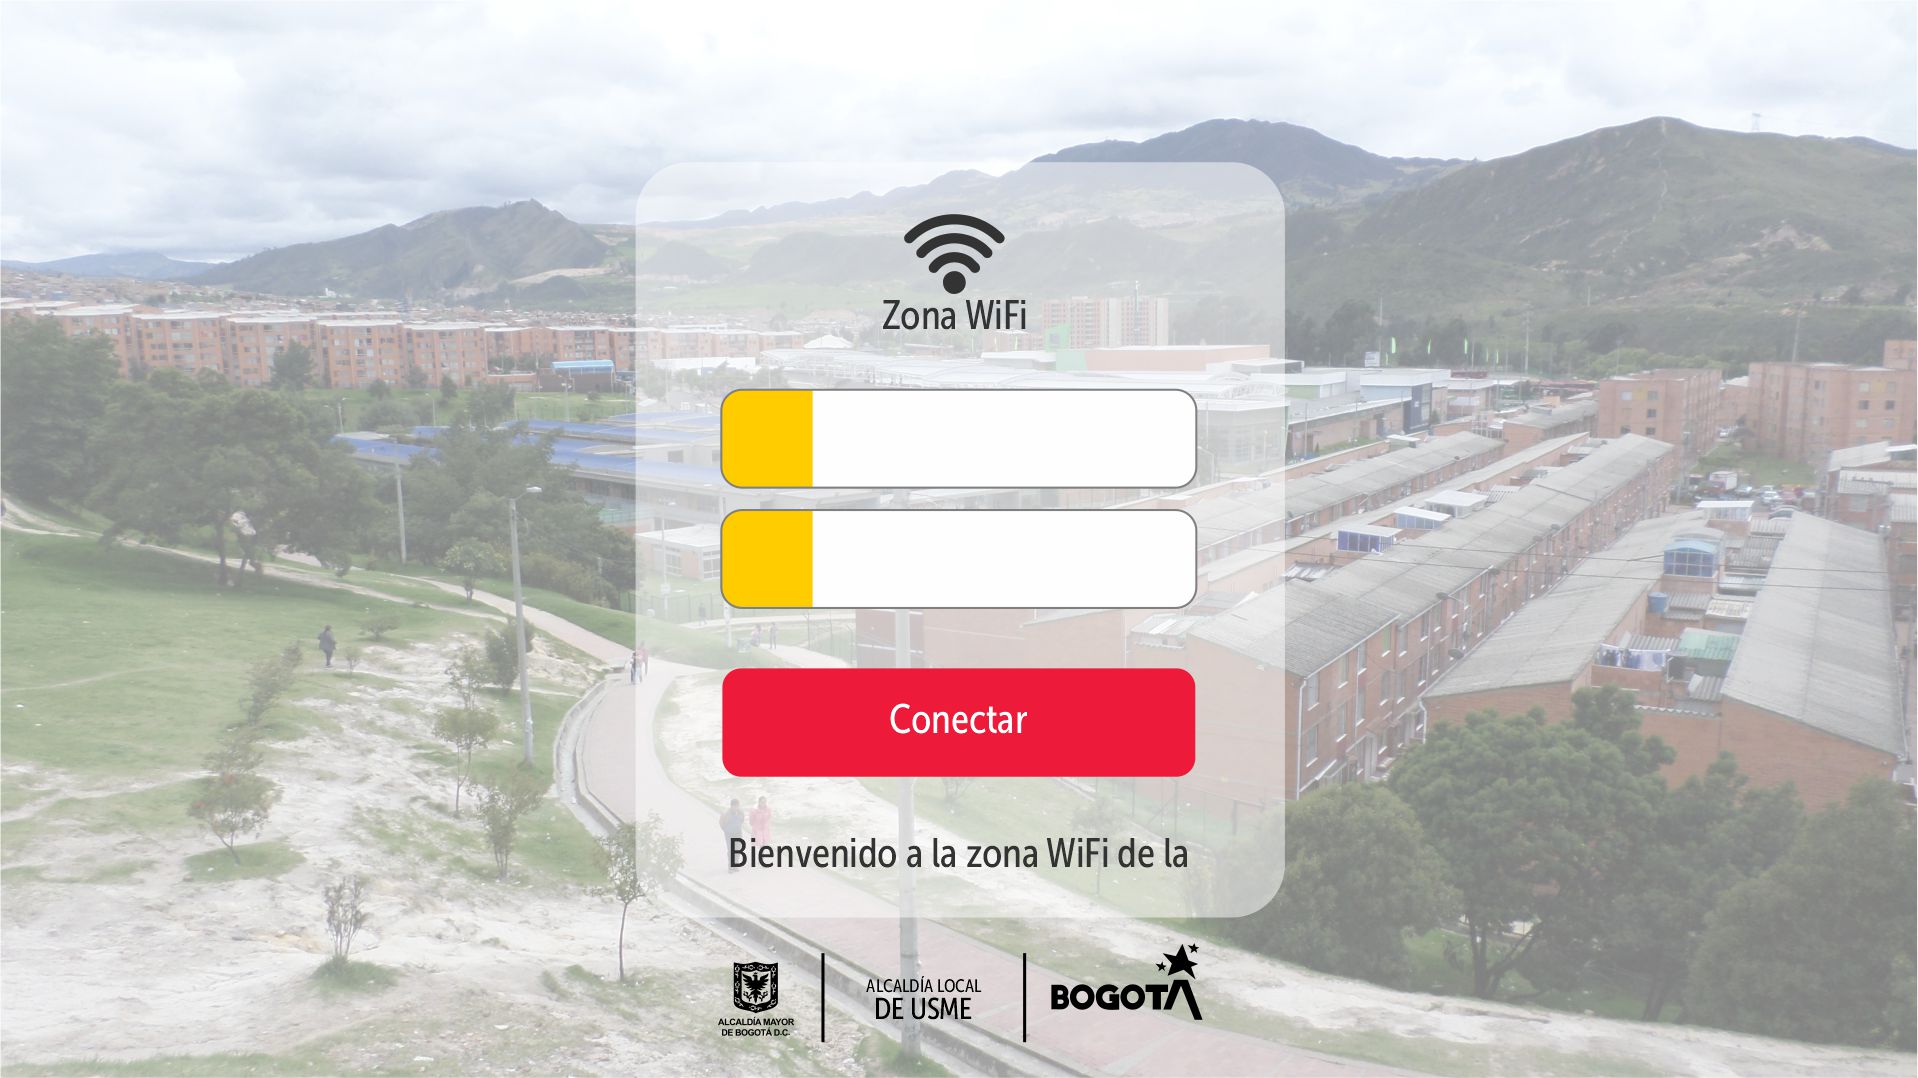 Zona WiFi
Conectar
Bienvenido a la zona WiFi de la
ALCALDÍA MAYOR
DE BOGOTÁ D.C.
ALCALDÍA LOCAL
DE USME
BOGOTÁ